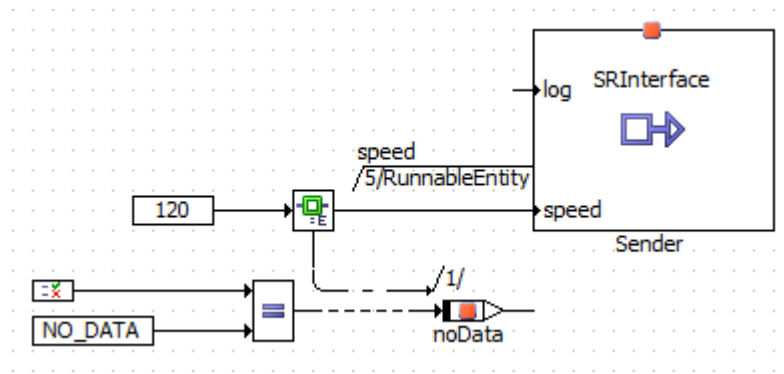 SRInterface
log
speed
/5/RunnableEntity
120
E
speed
Sender
/1/
NO_DATA
=
noData